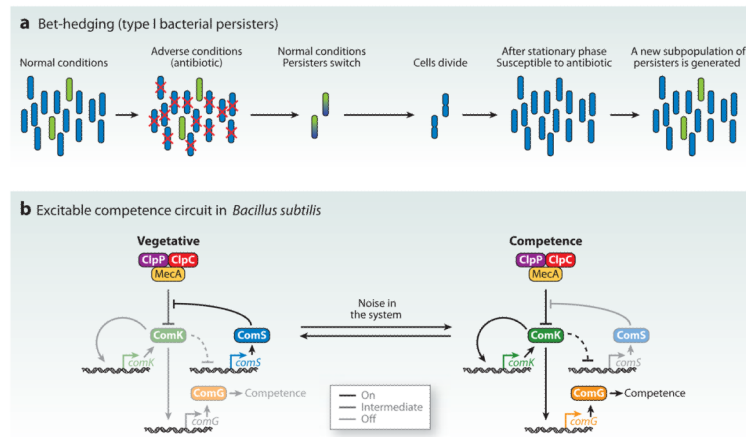 a Bet-hedging (type I bacterial persisters)
Normal conditions
Adverse conditions
(antibiotic)
Normal conditions
Persisters switch
Cells divide
After stationary phase
Susceptible to antibiotic
A new subpopulation of
persisters is generated
b Excitable competence circuit in Bacillus subtilis
Vegetative
ClpP ClpC
MecA
ComK
ComS
comK
comS
ComG
Competence
comG
Noise in
the system
On
Intermediate
Off
Competence
ClpP ClpC
MecA
ComK
ComS
comK
comS
ComG
Competence
comG